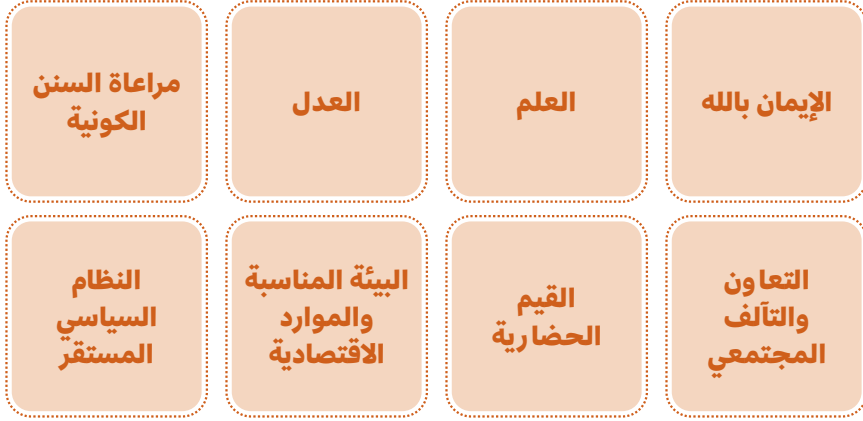 الإيمان بالله
العلم
العدل
مراعاة السنن
الكونية
التعاون
والتآلف
المجتمعي
القيم
الحضارية
البيئة المناسبة
والموارد
الاقتصادية
النظام
السياسي
المستقر